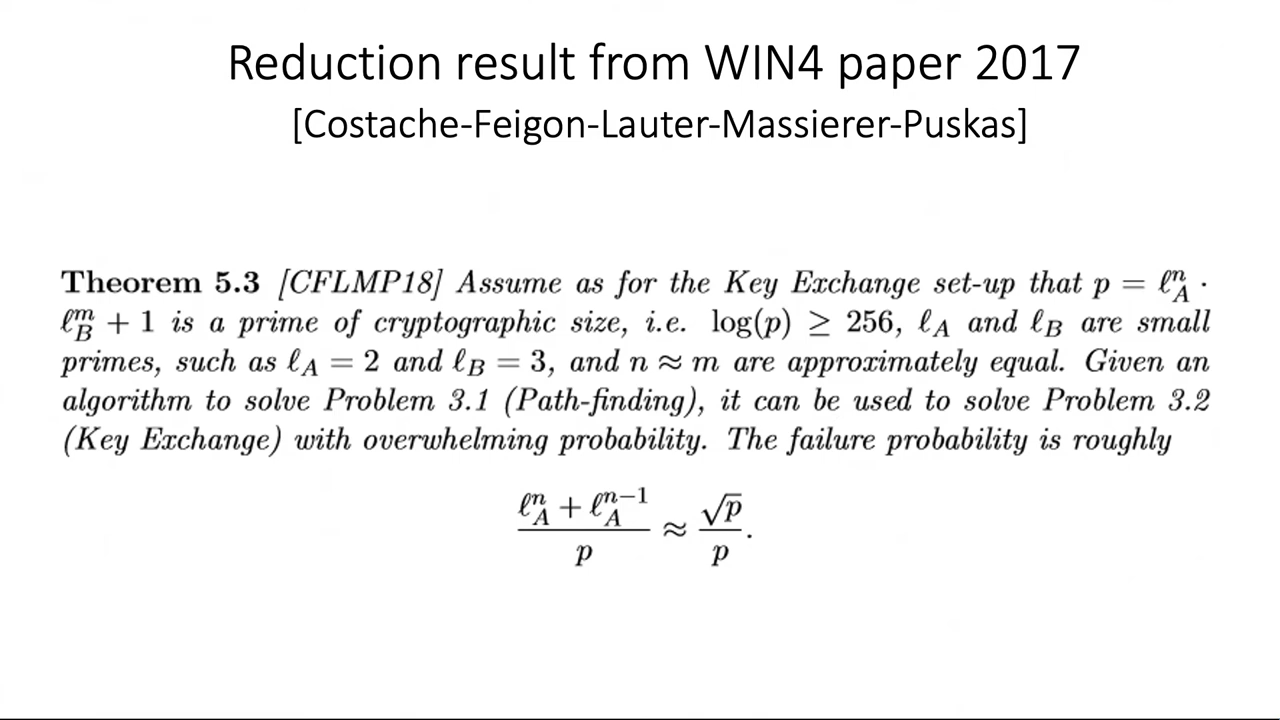 Reduction result from WIN4 paper 2017
[Costache-Feigon-Lauter-Massierer-Puskas]
Theorem 5.3 [CFLMP18] Assume as for the Key Exchange set-up that p = ℓ_A^n ·
ℓ_B^m + 1 is a prime of cryptographic size, i.e. log(p) ≥ 256, ℓ_A and ℓ_B are small
primes, such as ℓ_A = 2 and ℓ_B = 3, and n ≈ m are approximately equal. Given an
algorithm to solve Problem 3.1 (Path-finding), it can be used to solve Problem 3.2
(Key Exchange) with overwhelming probability. The failure probability is roughly
(ℓ_A^n + ℓ_A^{n−1}) / p ≈ √p / p.